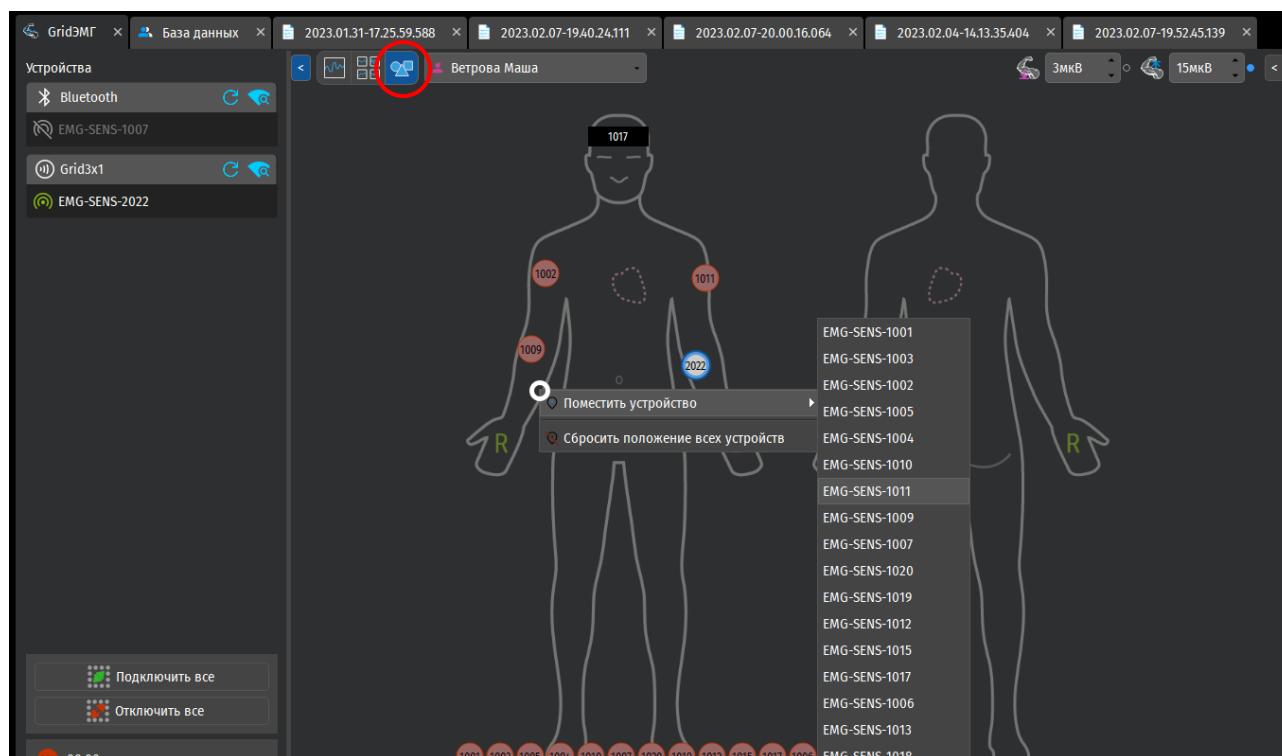 GridЭМГ × База данных × 2023.01.31-17.25.59.588 × 2023.02.07-19.40.24.111 × 2023.02.07-20.00.16.064 × 2023.02.04-14.13.35.404 × 2023.02.07-19.52.45.139 ×
Устройства
< Ветрова Маша 3мкВ 15мкВ <
Bluetooth
EMG-SENS-1007
Grid3x1
EMG-SENS-2022
1017
1002
1011
1009
2022
R
R
Поместить устройство
Сбросить положение всех устройств
EMG-SENS-1001
EMG-SENS-1003
EMG-SENS-1002
EMG-SENS-1005
EMG-SENS-1004
EMG-SENS-1010
EMG-SENS-1011
EMG-SENS-1009
EMG-SENS-1007
EMG-SENS-1020
EMG-SENS-1019
EMG-SENS-1012
EMG-SENS-1015
EMG-SENS-1017
EMG-SENS-1006
EMG-SENS-1013
EMG-SENS-1018
Подключить все
Отключить все